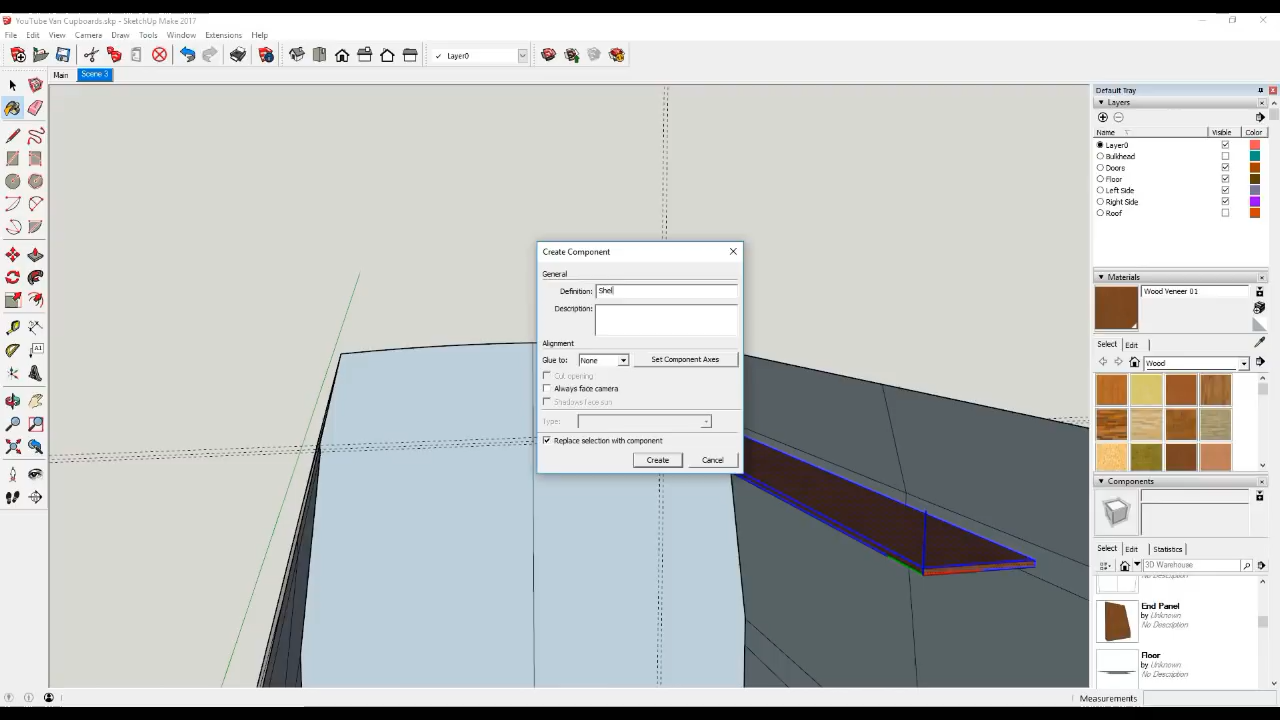 YouTube Van Cupboards.skp - SketchUp Make 2017
File Edit View Camera Draw Tools Window Extensions Help
Layer0
Main Scene 3
Default Tray
Layers
Name Visible Color
Layer0
Bulkhead
Doors
Floor
Left Side
Right Side
Roof
Materials
Wood Veneer 01
Select Edit
Wood
Components
Select Edit Statistics
3D Warehouse
No Description
End Panel
by Unknown
No Description
Floor
by Unknown
No Description
Create Component
General
Definition: Shel
Description:
Alignment
Glue to: None Set Component Axes
Cut opening
Always face camera
Shadows face sun
Type:
Replace selection with component
Create Cancel
Measurements